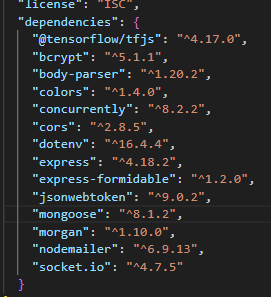 "license": "ISC",
"dependencies": {
"@tensorflow/tfjs": "^4.17.0",
"bcrypt": "^5.1.1",
"body-parser": "^1.20.2",
"colors": "^1.4.0",
"concurrently": "^8.2.2",
"cors": "^2.8.5",
"dotenv": "^16.4.4",
"express": "^4.18.2",
"express-formidable": "^1.2.0",
"jsonwebtoken": "^9.0.2",
"mongoose": "^8.1.2",
"morgan": "^1.10.0",
"nodemailer": "^6.9.13",
"socket.io": "^4.7.5"
}